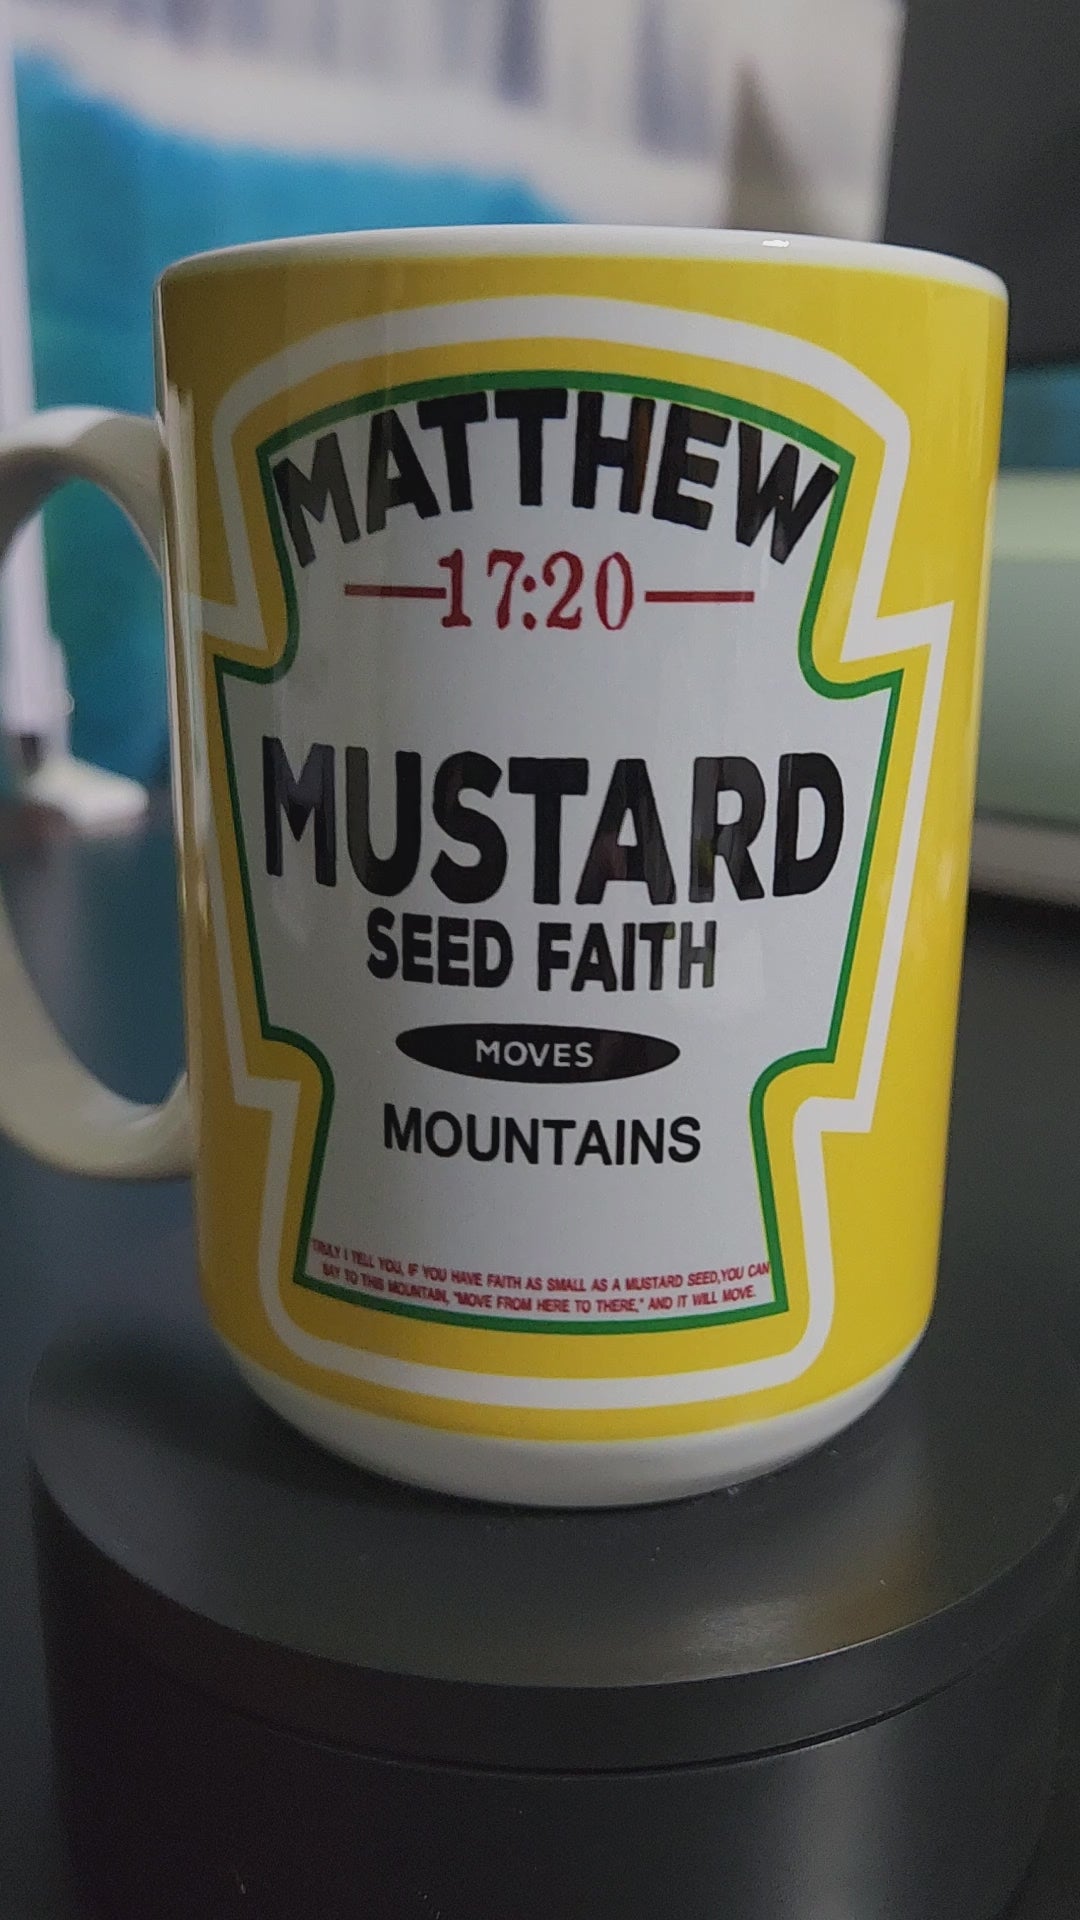 MATTHEW
17:20
MUSTARD
SEED FAITH
MOVES
MOUNTAINS
"TRULY I TELL YOU, IF YOU HAVE FAITH AS SMALL AS A MUSTARD SEED,YOU CAN
SAY TO THIS MOUNTAIN, "MOVE FROM HERE TO THERE," AND IT WILL MOVE.